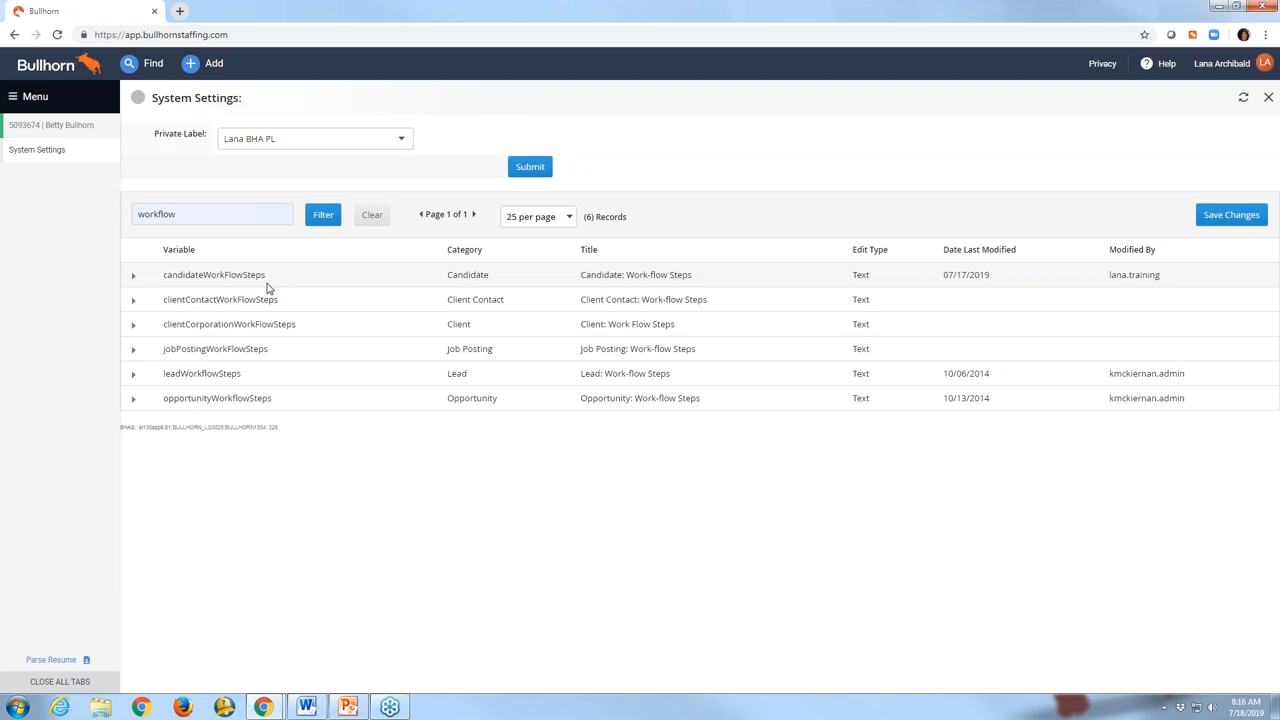 Bullhorn
https://app.bullhornstaffing.com
Bullhorn Find Add Privacy Help Lana Archibald LA
Menu System Settings:
5093674 | Betty Bullhorn
System Settings
Private Label: Lana BHA PL
Submit
workflow Filter Clear Page 1 of 1 25 per page (6) Records Save Changes
Variable Category Title Edit Type Date Last Modified Modified By
candidateWorkFlowSteps Candidate Candidate: Work-flow Steps Text 07/17/2019 lana.training
clientContactWorkFlowSteps Client Contact Client Contact: Work-flow Steps Text
clientCorporationWorkFlowSteps Client Client: Work Flow Steps Text
jobPostingWorkFlowSteps Job Posting Job Posting: Work-flow Steps Text
leadWorkflowSteps Lead Lead: Work-flow Steps Text 10/06/2014 kmckiernan.admin
opportunityWorkflowSteps Opportunity Opportunity: Work-flow Steps Text 10/13/2014 kmckiernan.admin
BHAS:
Parse Resume
CLOSE ALL TABS
8:16 AM
7/18/2019